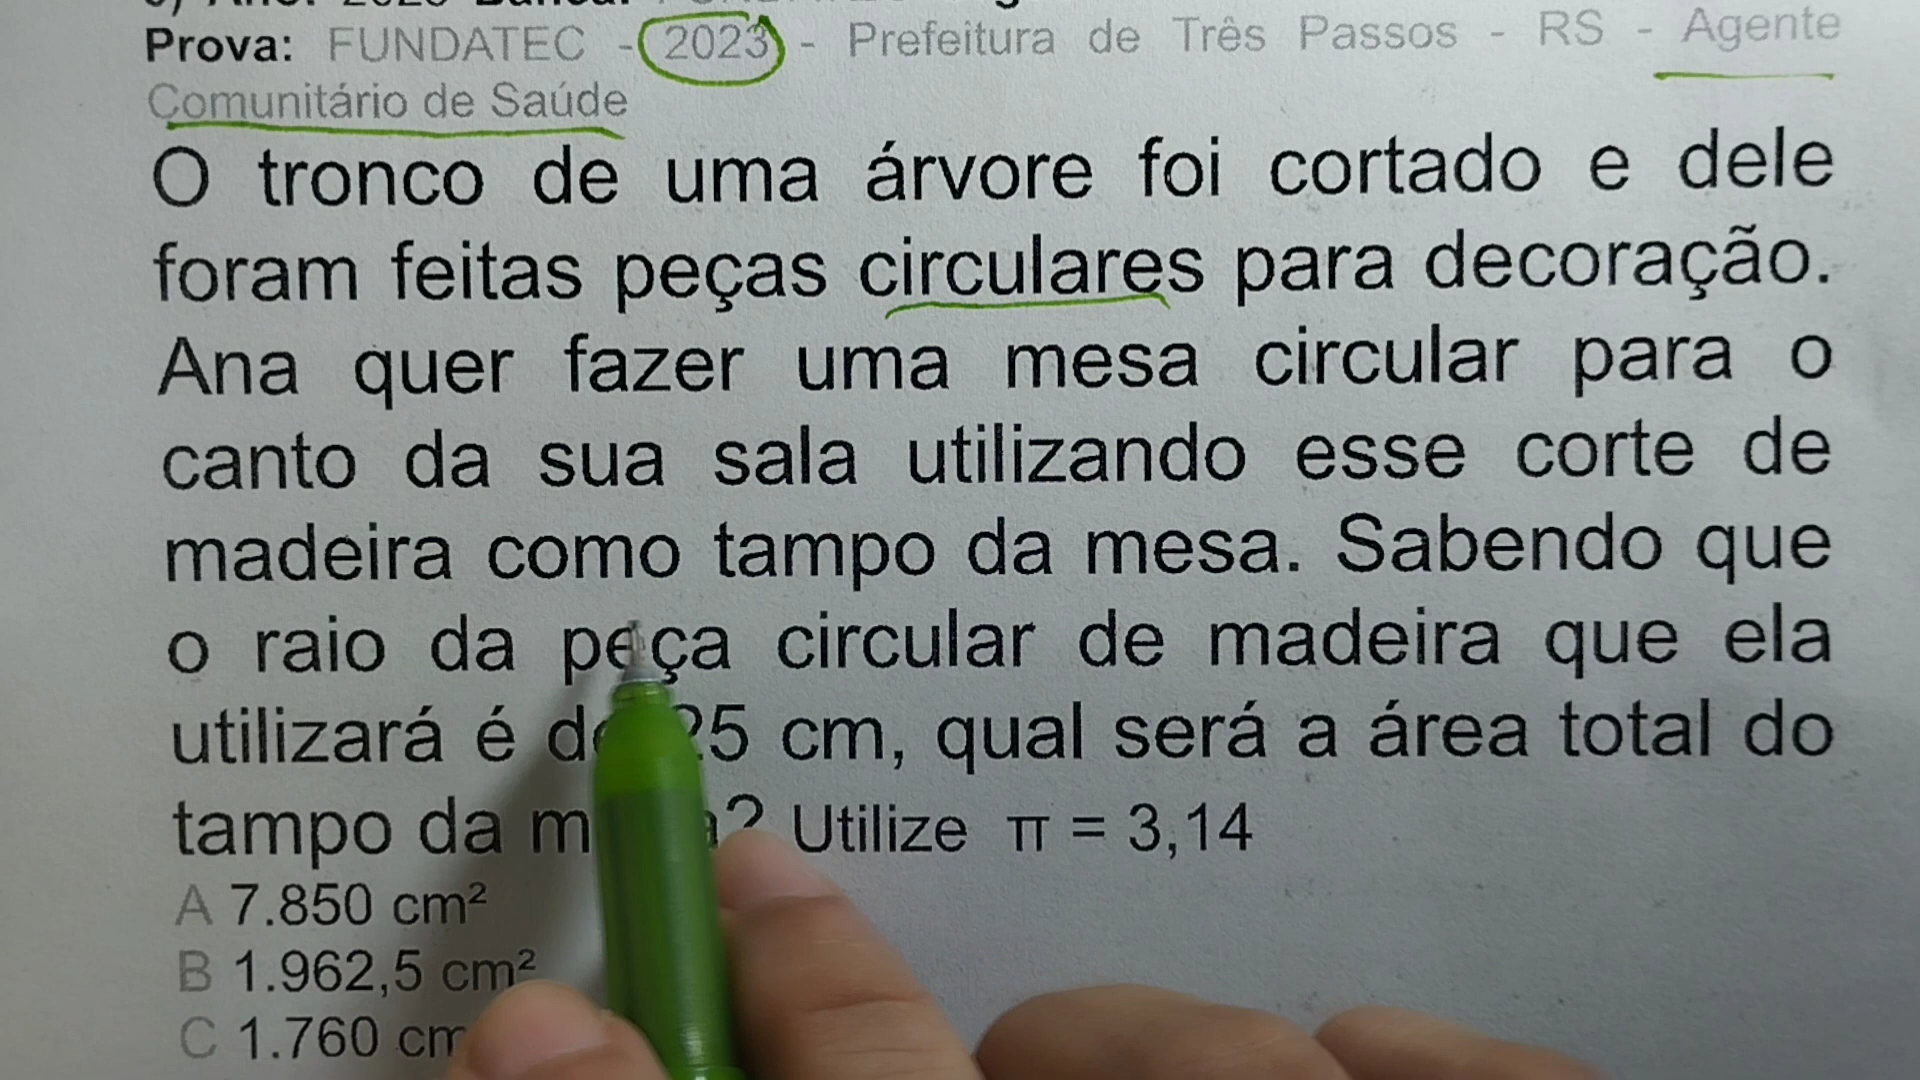 Prova: FUNDATEC - 2023 - Prefeitura de Três Passos - RS - Agente
Comunitário de Saúde
O tronco de uma árvore foi cortado e dele
foram feitas peças circulares para decoração.
Ana quer fazer uma mesa circular para o
canto da sua sala utilizando esse corte de
madeira como tampo da mesa. Sabendo que
o raio da peça circular de madeira que ela
utilizará é de 25 cm, qual será a área total do
tampo da ? Utilize π = 3,14
A 7.850 cm²
B 1.962,5 cm²
C 1.760 cm